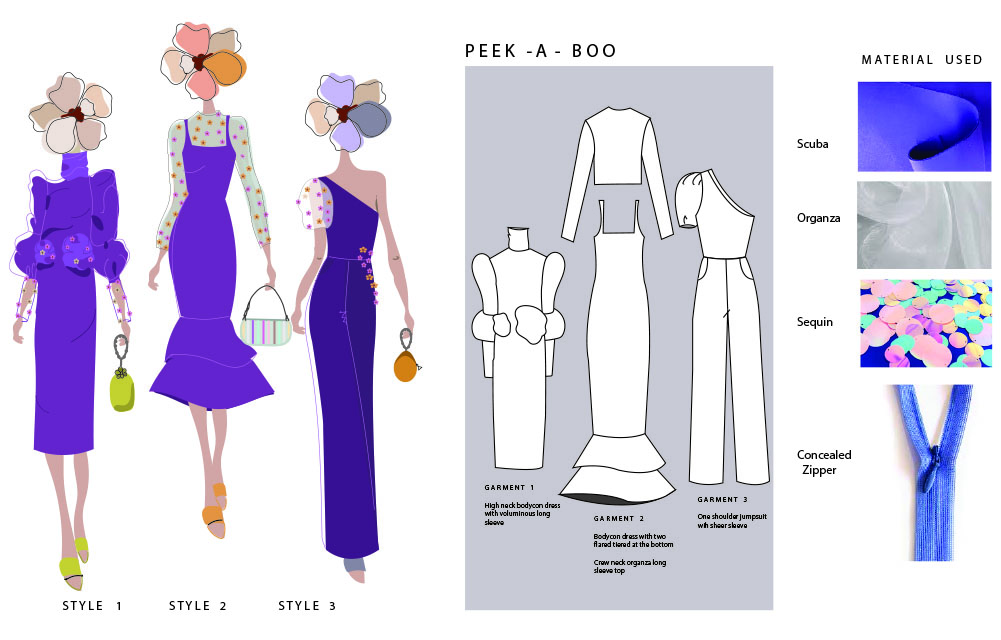 PEEK -A- BOO
MATERIAL USED
Scuba
Organza
Sequin
Concealed
Zipper
GARMENT 1
High neck bodycon dress
with voluminous long
sleeve
GARMENT 2
Bodycon dress with two
flared tiered at the bottom
Crew neck organza long
sleeve top
GARMENT 3
One shoulder jumpsuit
wih sheer sleeve
STYLE 1
STYLE 2
STYLE 3